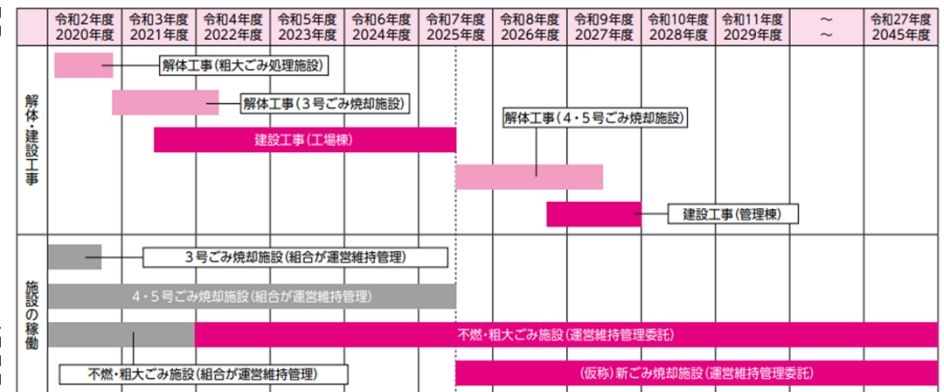 令和2年度 令和3年度 令和4年度 令和5年度 令和6年度 令和7年度 令和8年度 令和9年度 令和10年度 令和11年度 ～ 令和27年度
2020年度 2021年度 2022年度 2023年度 2024年度 2025年度 2026年度 2027年度 2028年度 2029年度 ～ 2045年度
解体・建設工事
解体工事(粗大ごみ処理施設)
解体工事(３号ごみ焼却施設)
解体工事(４・５号ごみ焼却施設)
建設工事(工場棟)
建設工事(管理棟)
施設の稼働
３号ごみ焼却施設(組合が運営維持管理)
４・５号ごみ焼却施設(組合が運営維持管理)
不燃・粗大ごみ施設(運営維持管理委託)
不燃・粗大ごみ施設(組合が運営維持管理)
(仮称)新ごみ焼却施設(運営維持管理委託)